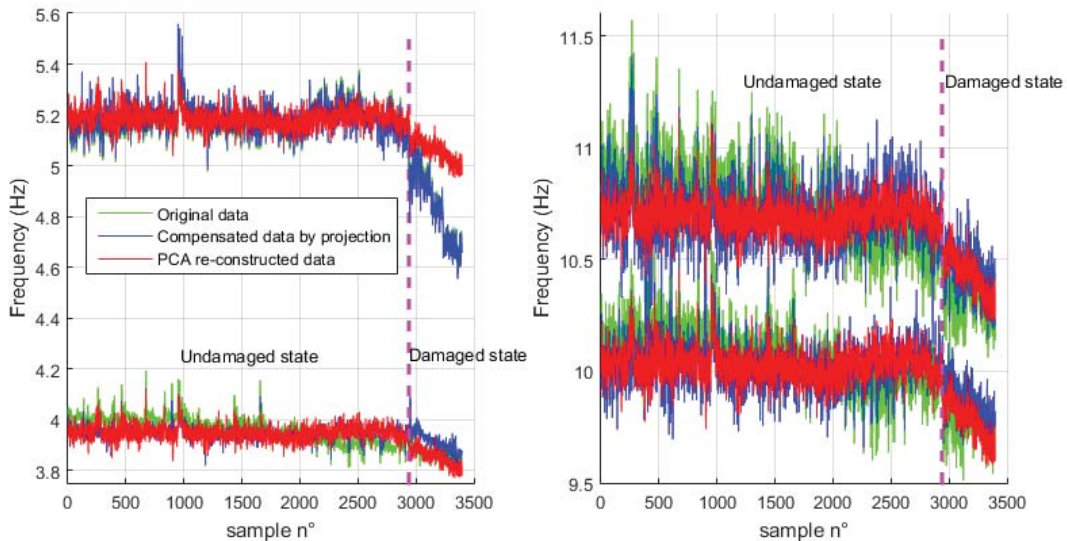 5.6
5.4
5.2
5
4.8
4.6
4.4
4.2
4
3.8
Frequency (Hz)
Original data
Compensated data by projection
PCA re-constructed data
Undamaged state
Damaged state
0
500
1000
1500
2000
2500
3000
3500
sample n°
11.5
11
10.5
10
9.5
Frequency (Hz)
Undamaged state
Damaged state
0
500
1000
1500
2000
2500
3000
3500
sample n°